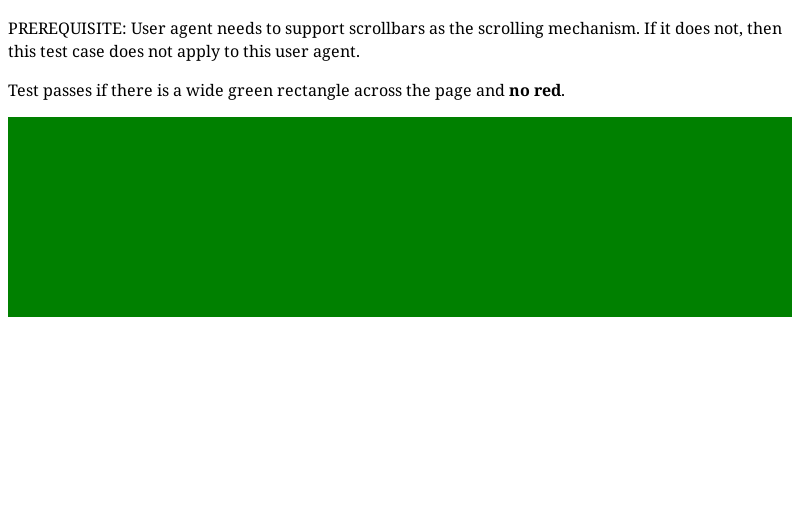 PREREQUISITE: User agent needs to support scrollbars as the scrolling mechanism. If it does not, then
this test case does not apply to this user agent.
Test passes if there is a wide green rectangle across the page and no red.